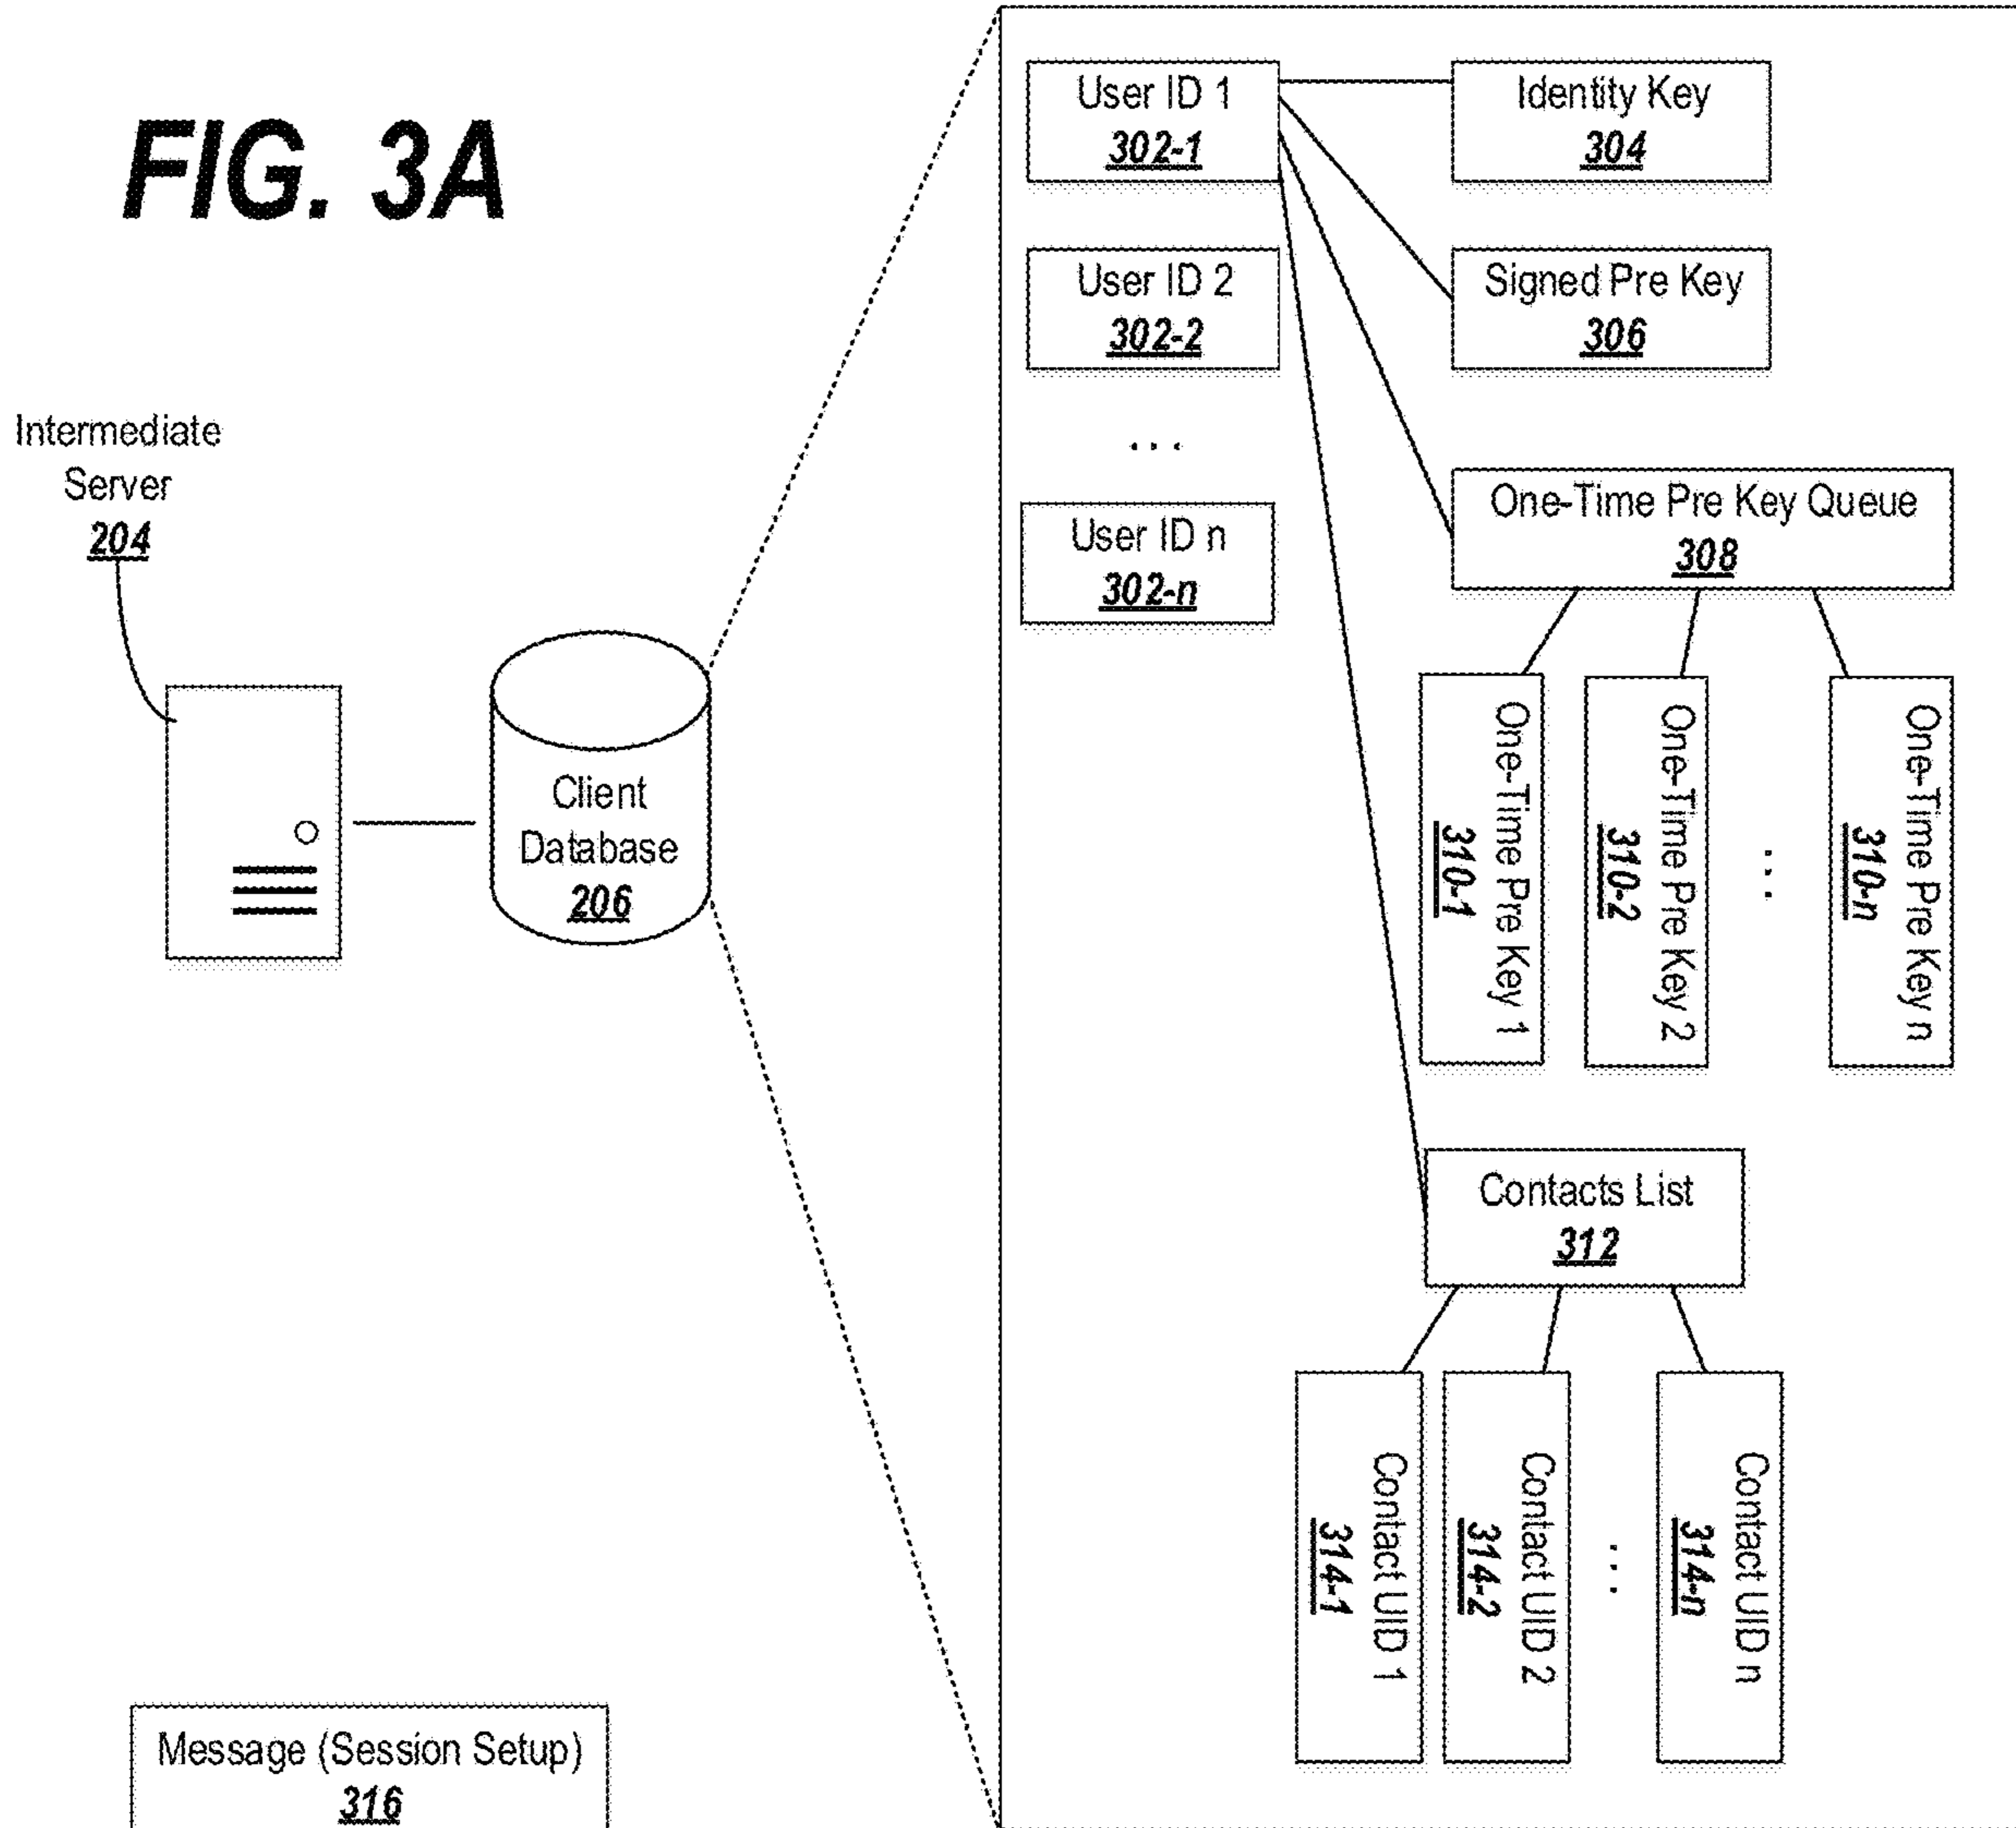 FIG. 3A
Intermediate
Server
204
Client
Database
206
User ID 1
302-1
User ID 2
302-2
...
User ID n
302-n
Identity Key
304
Signed Pre Key
306
One-Time Pre Key Queue
308
One-Time Pre Key 1
310-1
One-Time Pre Key 2
310-2
...
One-Time Pre Key n
310-n
Contacts List
312
Contact UID 1
314-1
Contact UID 2
314-2
...
Contact UID n
314-n
Message (Session Setup)
316